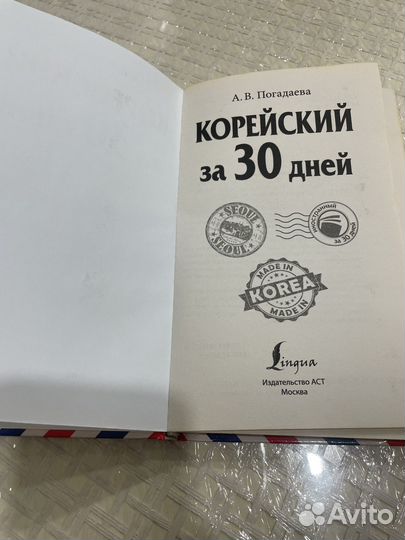 А. В. Погадаева
КОРЕЙСКИЙ
за 30 дней
SEOUL
SEOUL
иностранный
за 30 дней
MADE IN
KOREA
MADE IN
Lingua
Издательство АСТ
Москва
Avito